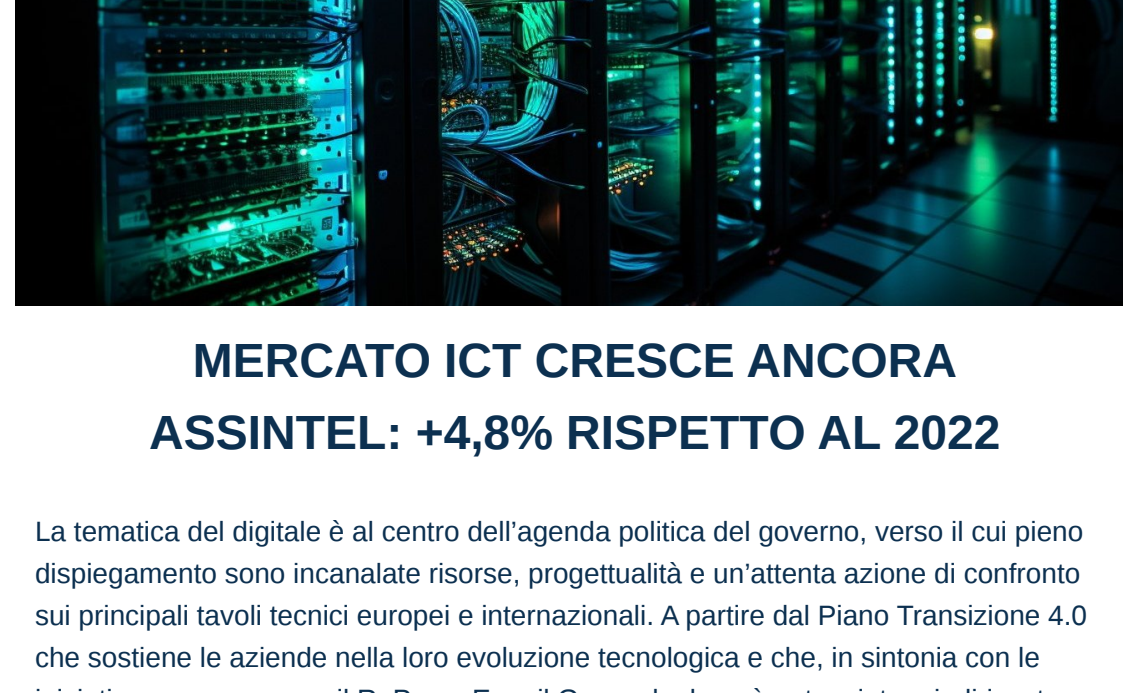 MERCATO ICT CRESCE ANCORA
ASSINTEL: +4,8% RISPETTO AL 2022
La tematica del digitale è al centro dell’agenda politica del governo, verso il cui pieno
dispiegamento sono incanalate risorse, progettualità e un’attenta azione di confronto
sui principali tavoli tecnici europei e internazionali. A partire dal Piano Transizione 4.0
che sostiene le aziende nella loro evoluzione tecnologica e che, in sintonia con le